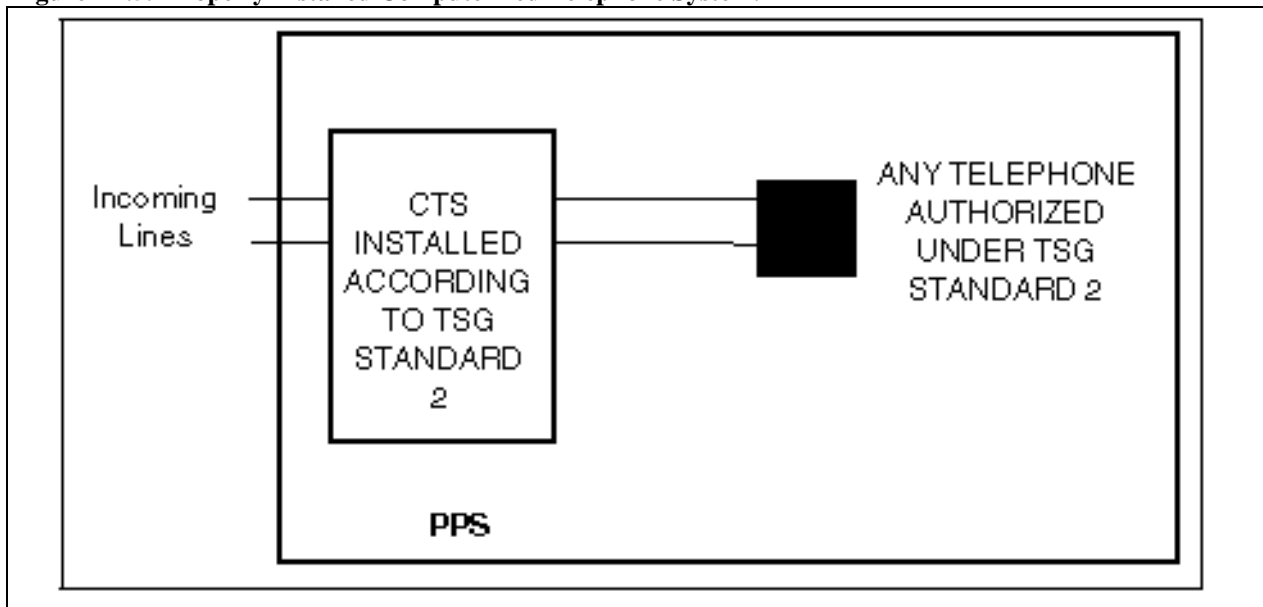 Incoming
Lines
CTS
INSTALLED
ACCORDING
TO TSG
STANDARD
2
ANY TELEPHONE
AUTHORIZED
UNDER TSG
STANDARD 2
PPS